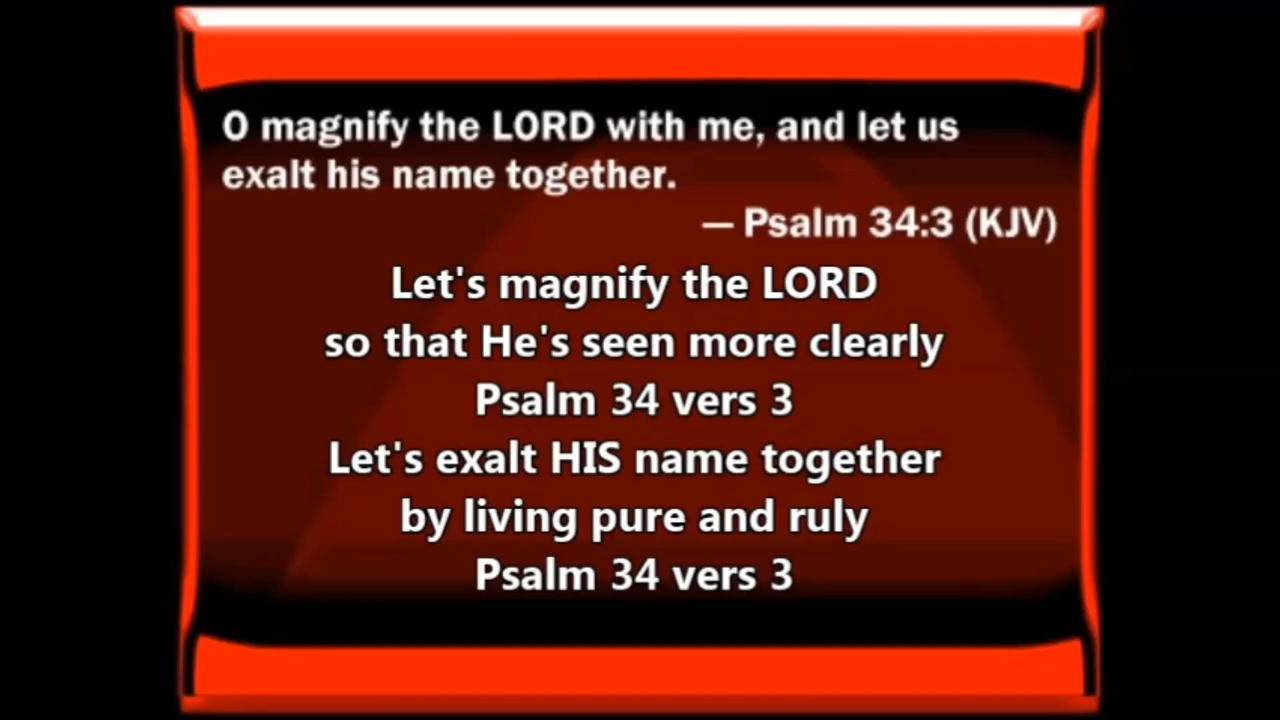 O magnify the LORD with me, and let us
exalt his name together.
— Psalm 34:3 (KJV)
Let's magnify the LORD
so that He's seen more clearly
Psalm 34 vers 3
Let's exalt HIS name together
by living pure and ruly
Psalm 34 vers 3